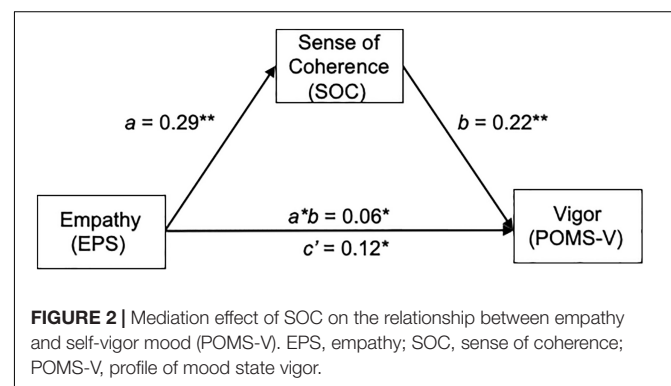 Sense of
Coherence
(SOC)
a = 0.29**
b = 0.22**
Empathy
(EPS)
a*b = 0.06*
c’ = 0.12*
Vigor
(POMS-V)
FIGURE 2 | Mediation effect of SOC on the relationship between empathy
and self-vigor mood (POMS-V). EPS, empathy; SOC, sense of coherence;
POMS-V, profile of mood state vigor.